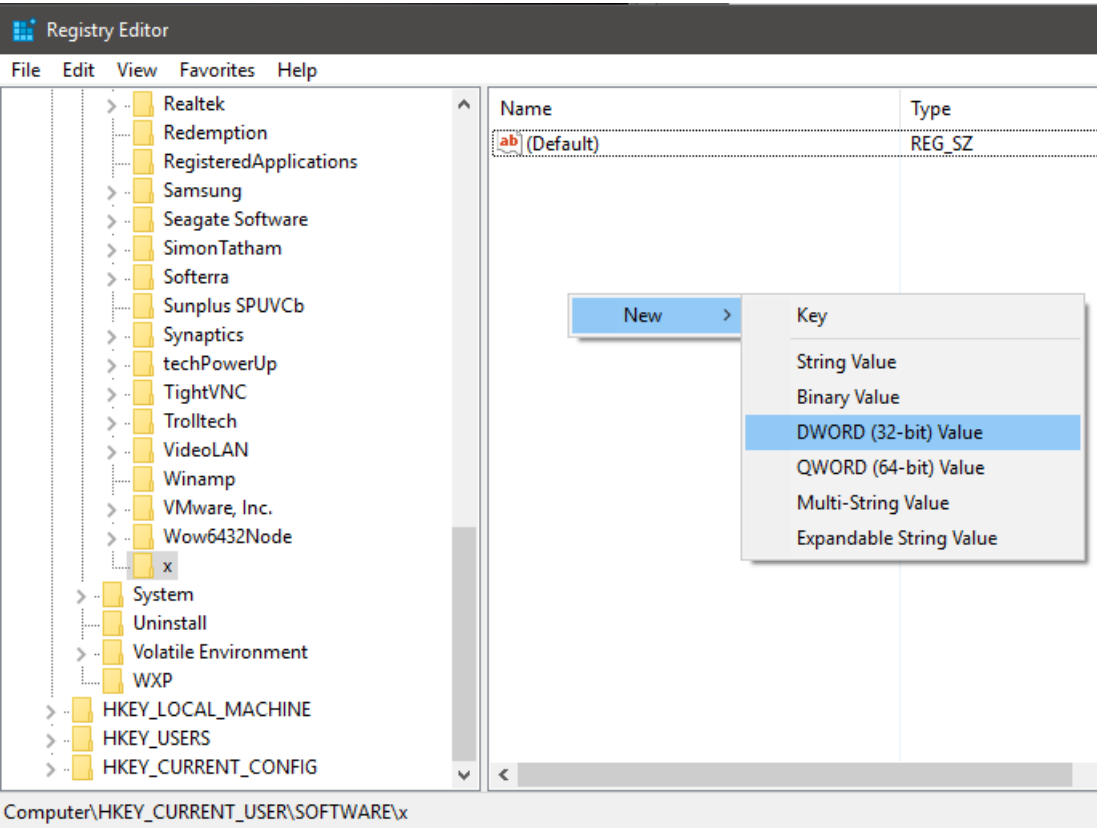 Registry Editor
File Edit View Favorites Help
Realtek
Redemption
RegisteredApplications
Samsung
Seagate Software
SimonTatham
Softerra
Sunplus SPUVCb
Synaptics
techPowerUp
TightVNC
Trolltech
VideoLAN
Winamp
VMware, Inc.
Wow6432Node
x
System
Uninstall
Volatile Environment
WXP
HKEY_LOCAL_MACHINE
HKEY_USERS
HKEY_CURRENT_CONFIG
Name Type
ab (Default) REG_SZ
New
Key
String Value
Binary Value
DWORD (32-bit) Value
QWORD (64-bit) Value
Multi-String Value
Expandable String Value
Computer\HKEY_CURRENT_USER\SOFTWARE\x